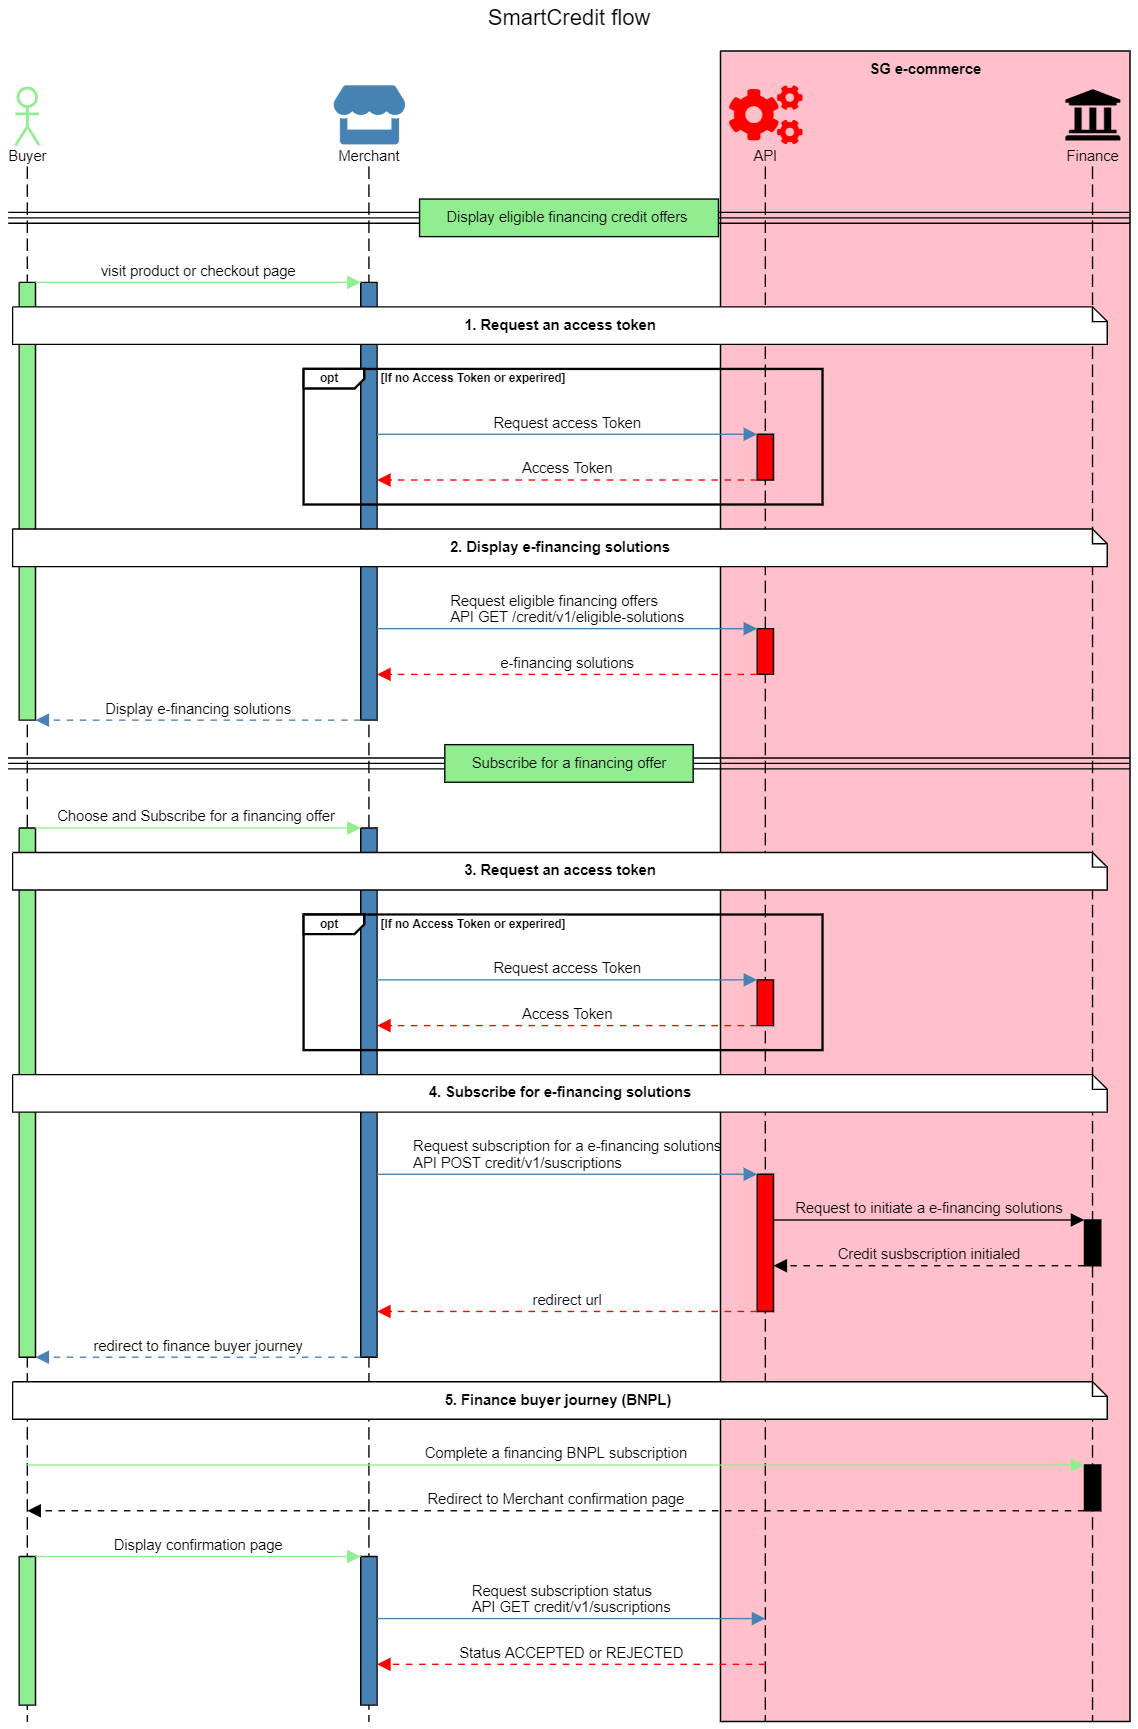 SmartCredit flow
SG e-commerce
Buyer
Merchant
API
Finance
Display eligible financing credit offers
visit product or checkout page
1. Request an access token
opt
[If no Access Token or experired]
Request access Token
Access Token
2. Display e-financing solutions
Request eligible financing offers
API GET /credit/v1/eligible-solutions
e-financing solutions
Display e-financing solutions
Subscribe for a financing offer
Choose and Subscribe for a financing offer
3. Request an access token
opt
[If no Access Token or experired]
Request access Token
Access Token
4. Subscribe for e-financing solutions
Request subscription for a e-financing solutions
API POST credit/v1/suscriptions
Request to initiate a e-financing solutions
Credit susbscription initialed
redirect url
redirect to finance buyer journey
5. Finance buyer journey (BNPL)
Complete a financing BNPL subscription
Redirect to Merchant confirmation page
Display confirmation page
Request subscription status
API GET credit/v1/suscriptions
Status ACCEPTED or REJECTED